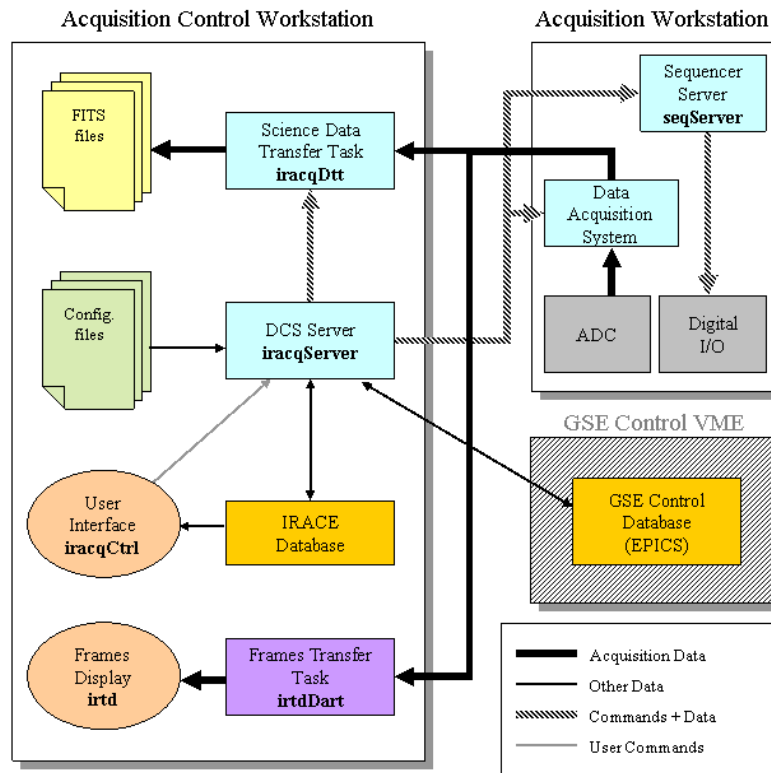 Acquisition Control Workstation
FITS
files
Science Data
Transfer Task
iracqDtt
Config.
files
DCS Server
iracqServer
User
Interface
iracqCtrl
IRACE
Database
Frames
Display
irtd
Frames Transfer
Task
irtdDart
Acquisition Workstation
Sequencer
Server
seqServer
Data
Acquisition
System
ADC
Digital
I/O
GSE Control VME
GSE Control
Database
(EPICS)
Acquisition Data
Other Data
Commands + Data
User Commands